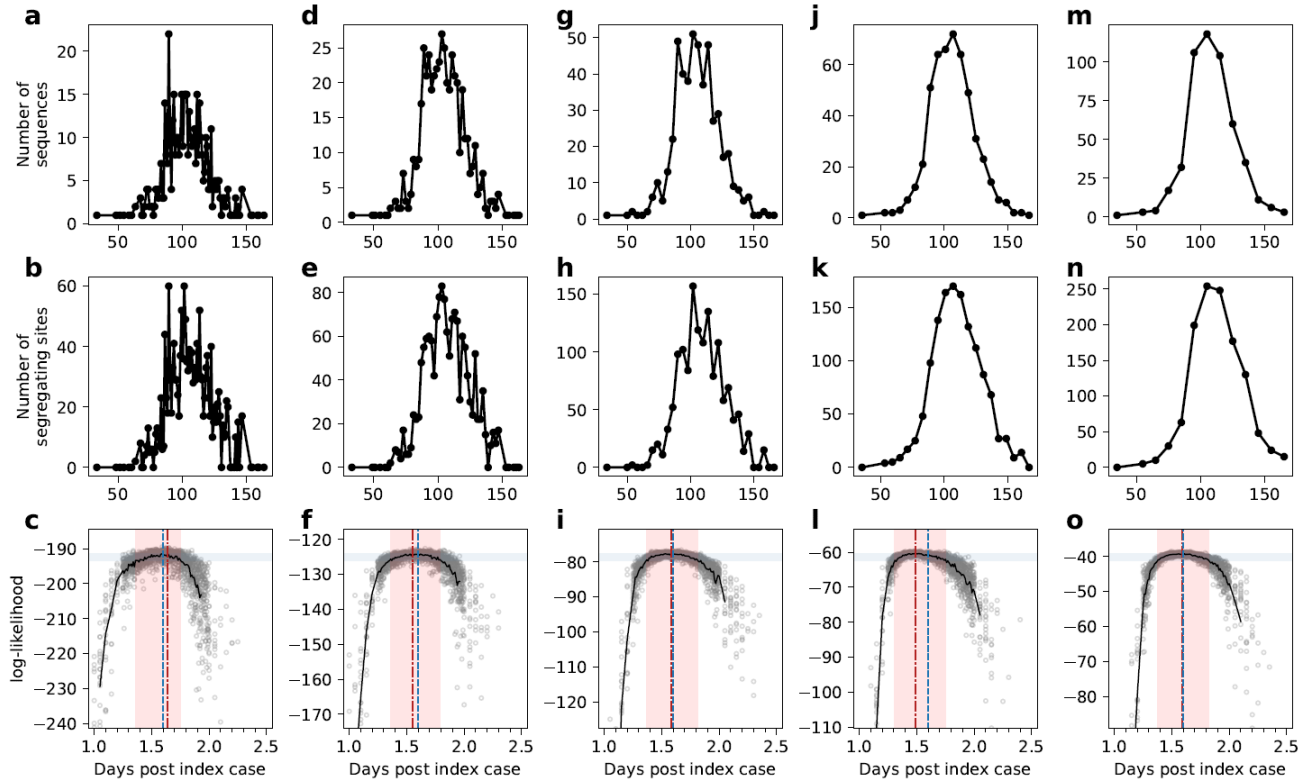 a d g j m
Number of
sequences
20
15
10
5
0
50 100 150
25
20
15
10
5
0
50 100 150
50
40
30
20
10
0
50 100 150
60
40
20
0
50 100 150
100
75
50
25
0
50 100 150
b e h k n
Number of
segregating sites
60
40
20
0
50 100 150
80
60
40
20
0
50 100 150
150
100
50
0
50 100 150
150
100
50
0
50 100 150
250
200
150
100
50
0
50 100 150
c f i l o
log-likelihood
−190
−200
−210
−220
−230
−240
1.0 1.5 2.0 2.5
Days post index case
−120
−130
−140
−150
−160
−170
1.0 1.5 2.0 2.5
Days post index case
−80
−90
−100
−110
−120
1.0 1.5 2.0 2.5
Days post index case
−60
−70
−80
−90
−100
−110
1.0 1.5 2.0 2.5
Days post index case
−40
−50
−60
−70
−80
1.0 1.5 2.0 2.5
Days post index case